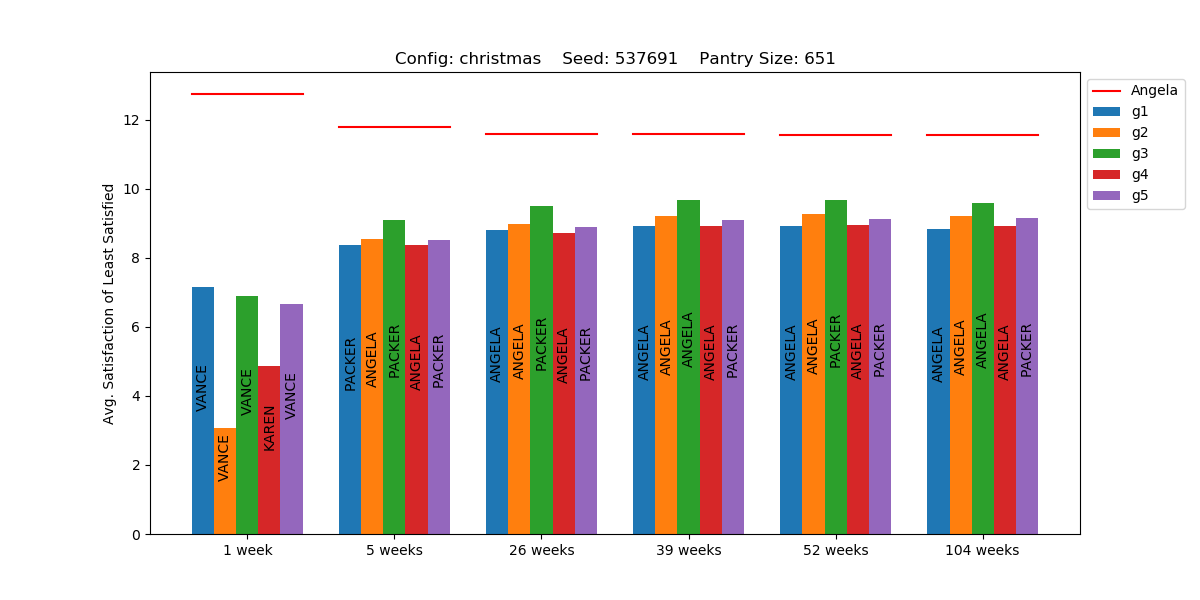 Config: christmas    Seed: 537691    Pantry Size: 651
Avg. Satisfaction of Least Satisfied
12
10
8
6
4
2
0
VANCE
VANCE
VANCE
KAREN
VANCE
PACKER
ANGELA
PACKER
ANGELA
PACKER
ANGELA
ANGELA
PACKER
ANGELA
PACKER
ANGELA
ANGELA
ANGELA
ANGELA
PACKER
ANGELA
ANGELA
PACKER
ANGELA
PACKER
ANGELA
ANGELA
ANGELA
ANGELA
PACKER
1 week
5 weeks
26 weeks
39 weeks
52 weeks
104 weeks
Angela
g1
g2
g3
g4
g5